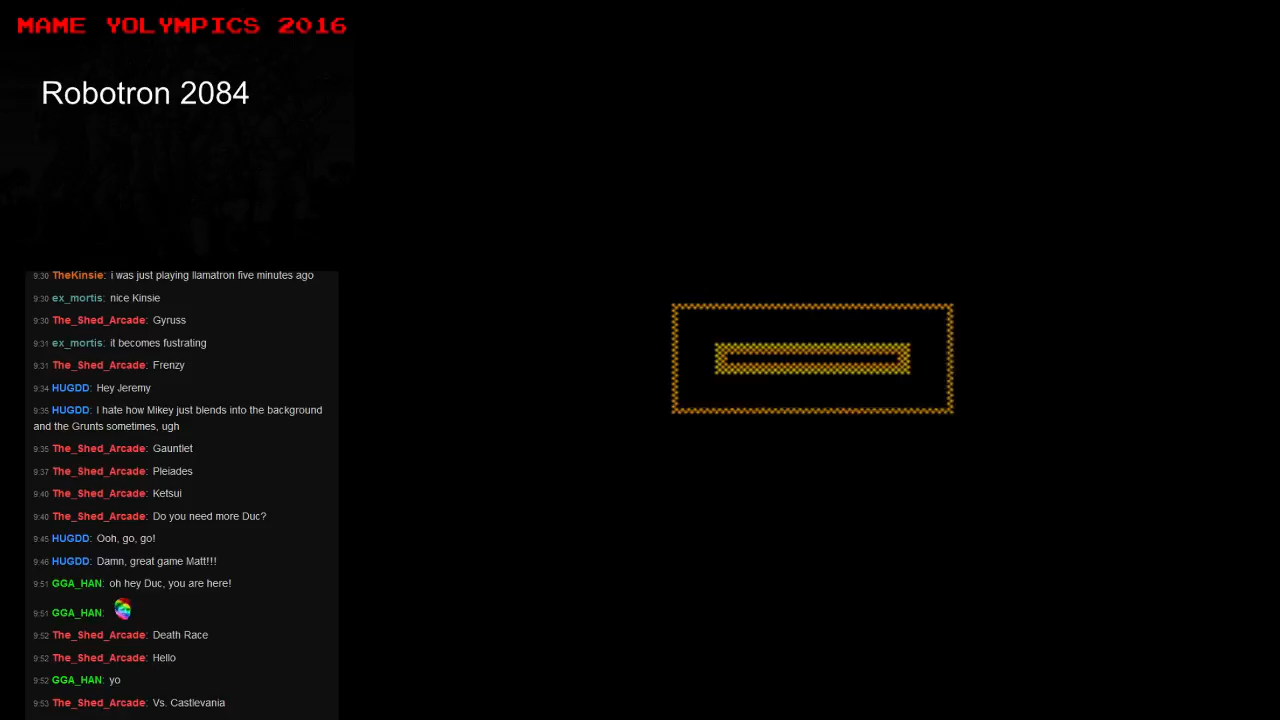 MAME YOLYMPICS 2016
Robotron 2084
9:30 TheKinsie: i was just playing llamatron five minutes ago
9:30 ex_mortis: nice Kinsie
9:30 The_Shed_Arcade: Gyruss
9:31 ex_mortis: it becomes fustrating
9:31 The_Shed_Arcade: Frenzy
9:34 HUGDD: Hey Jeremy
9:35 HUGDD: I hate how Mikey just blends into the background
and the Grunts sometimes, ugh
9:35 The_Shed_Arcade: Gauntlet
9:37 The_Shed_Arcade: Pleiades
9:40 The_Shed_Arcade: Ketsui
9:40 The_Shed_Arcade: Do you need more Duc?
9:45 HUGDD: Ooh, go, go!
9:46 HUGDD: Damn, great game Matt!!!
9:51 GGA_HAN: oh hey Duc, you are here!
9:51 GGA_HAN:
9:52 The_Shed_Arcade: Death Race
9:52 The_Shed_Arcade: Hello
9:52 GGA_HAN: yo
9:53 The_Shed_Arcade: Vs. Castlevania